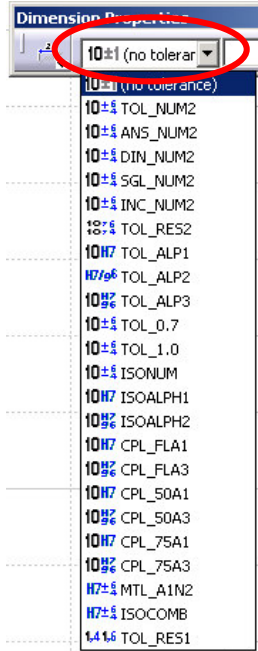 Dimension Properties
10±1 (no tolerar
10±1 (no tolerance)
TOL_NUM2
ANS_NUM2
DIN_NUM2
SGL_NUM2
INC_NUM2
TOL_RES2
10H7 TOL_ALP1
H7/g6 TOL_ALP2
TOL_ALP3
TOL_0.7
TOL_1.0
ISONUM
10H7 ISOALPH1
ISOALPH2
10H7 CPL_FLA1
CPL_FLA3
10H7 CPL_50A1
CPL_50A3
10H7 CPL_75A1
CPL_75A3
MTL_A1N2
ISOCOMB
TOL_RES1